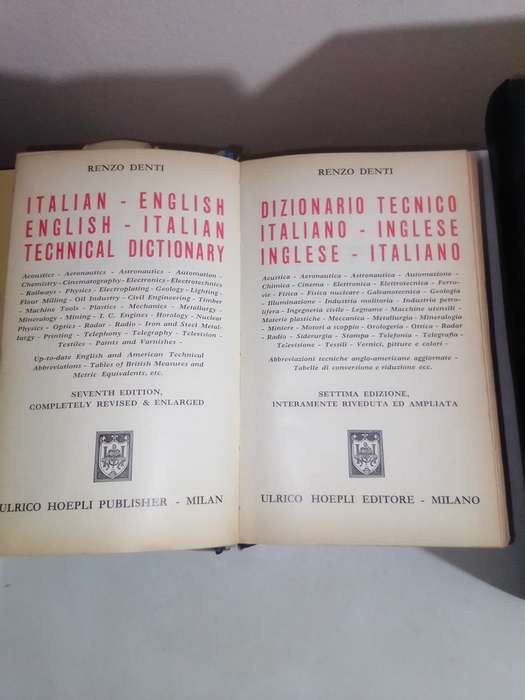 RENZO DENTI
ITALIAN - ENGLISH
ENGLISH - ITALIAN
TECHNICAL DICTIONARY
Acoustics - Aeronautics - Astronautics - Automation -
Chemistry - Cinematography - Electronics - Electrotechnics
- Railways - Physics - Electroplating - Geology - Lighting -
Flour Milling - Oil Industry - Civil Engineering - Timber
- Machine Tools - Plastics - Mechanics - Metallurgy -
Mineralogy - Mining - I. C. Engines - Horology - Nuclear
Physics - Optics - Radar - Radio - Iron and Steel Metal-
lurgy - Printing - Telephony - Telegraphy - Television -
Textiles - Paints and Varnishes -
Up-to-date English and American Technical
Abbreviations - Tables of British Measures and
Metric Equivalents, etc.
SEVENTH EDITION,
COMPLETELY REVISED & ENLARGED
ULRICO HOEPLI PUBLISHER - MILAN
RENZO DENTI
DIZIONARIO TECNICO
ITALIANO - INGLESE
INGLESE - ITALIANO
Acustica - Aeronautica - Astronautica - Automazione -
Chimica - Cinema - Elettronica - Elettrotecnica - Ferro-
vie - Fisica - Fisica nucleare - Galvanotecnica - Geologia
- Illuminazione - Industria molitoria - Industria petro-
lifera - Ingegneria civile - Legname - Macchine utensili -
Materie plastiche - Meccanica - Metallurgia - Mineralogia
- Miniere - Motori a scoppio - Orologeria - Ottica - Radar
- Radio - Siderurgia - Stampa - Telefonia - Telegrafia -
Televisione - Tessili - Vernici, pitture e colori -
Abbreviazioni tecniche anglo-americane aggiornate -
Tabelle di conversione e riduzione ecc.
SETTIMA EDIZIONE,
INTERAMENTE RIVEDUTA ED AMPLIATA
ULRICO HOEPLI EDITORE - MILANO